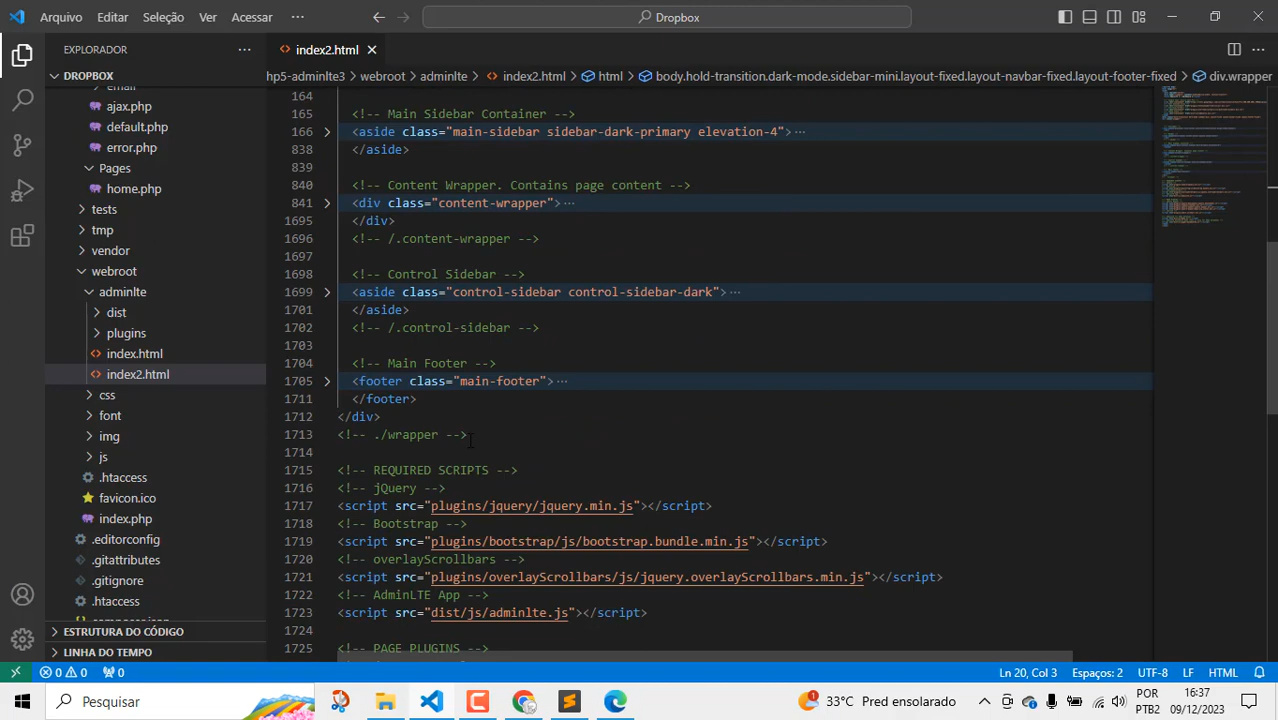 Arquivo Editar Seleção Ver Acessar ··· Dropbox
EXPLORADOR ···
index2.html
DROPBOX
hp5-adminlte3 webroot adminlte index2.html html body.hold-transition.dark-mode.sidebar-mini.layout-fixed.layout-navbar-fixed.layout-footer-fixed div.wrapper
ajax.php
default.php
error.php
Pages
home.php
tests
tmp
vendor
webroot
adminlte
dist
plugins
index.html
index2.html
css
font
img
js
.htaccess
favicon.ico
index.php
.editorconfig
.gitattributes
.gitignore
.htaccess
ESTRUTURA DO CÓDIGO
LINHA DO TEMPO
164
165 <!-- Main Sidebar Container -->
166 <aside class="main-sidebar sidebar-dark-primary elevation-4">···
838 </aside>
839
840 <!-- Content Wrapper. Contains page content -->
841 <div class="content-wrapper">···
1695 </div>
1696 <!-- /.content-wrapper -->
1697
1698 <!-- Control Sidebar -->
1699 <aside class="control-sidebar control-sidebar-dark">···
1701 </aside>
1702 <!-- /.control-sidebar -->
1703
1704 <!-- Main Footer -->
1705 <footer class="main-footer">···
1711 </footer>
1712 </div>
1713 <!-- ./wrapper -->
1714
1715 <!-- REQUIRED SCRIPTS -->
1716 <!-- jQuery -->
1717 <script src="plugins/jquery/jquery.min.js"></script>
1718 <!-- Bootstrap -->
1719 <script src="plugins/bootstrap/js/bootstrap.bundle.min.js"></script>
1720 <!-- overlayScrollbars -->
1721 <script src="plugins/overlayScrollbars/js/jquery.overlayScrollbars.min.js"></script>
1722 <!-- AdminLTE App -->
1723 <script src="dist/js/adminlte.js"></script>
1724
1725 <!-- PAGE PLUGINS -->
0 0 0 Ln 20, Col 3 Espaços: 2 UTF-8 LF HTML
Pesquisar 1 33°C Pred ensolarado POR 16:37
PTB2 09/12/2023